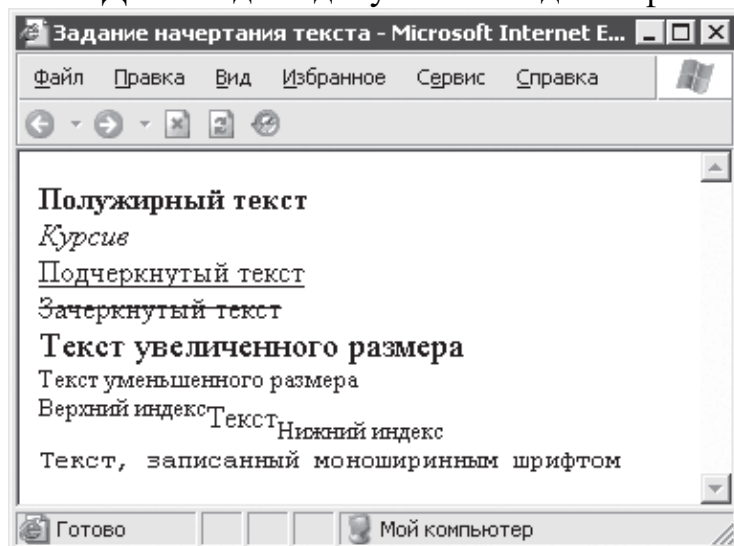 Задание начертания текста - Microsoft Internet E...
Файл Правка Вид Избранное Сервис Справка
Полужирный текст
Курсив
Подчеркнутый текст
Зачеркнутый текст
Текст увеличенного размера
Текст уменьшенного размера
Верхний индексТекстНижний индекс
Текст, записанный моноширинным шрифтом
Готово Мой компьютер